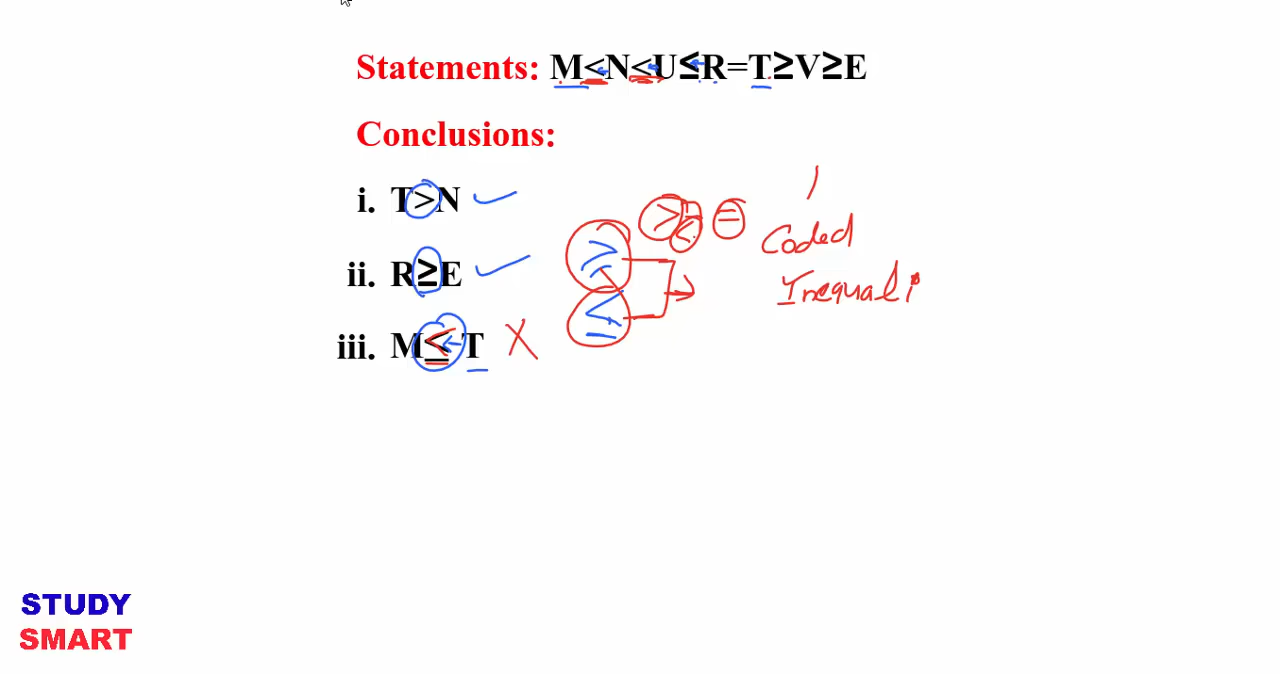 Statements: M<N<U≤R=T≥V≥E
Conclusions:
i. T>N
ii. R≥E
iii. M≤T
≥
≤
> < =
Coded
Inequali
STUDY
SMART